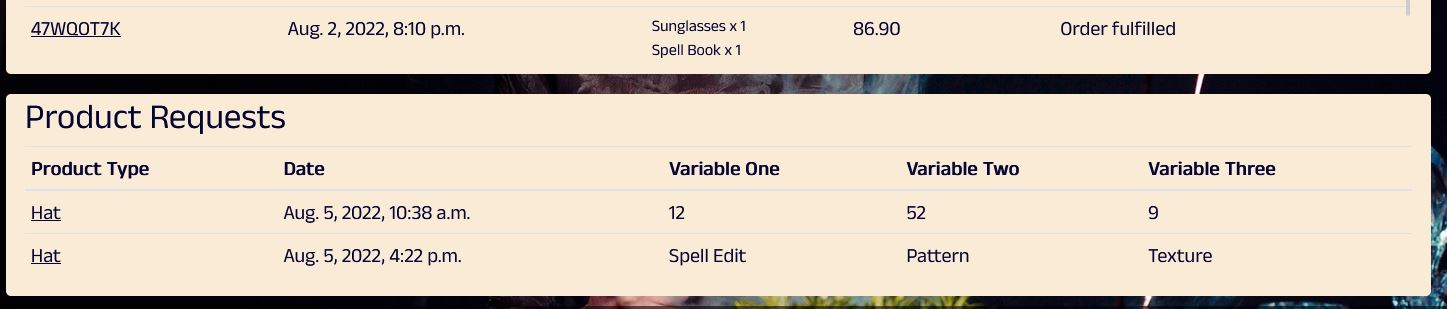 47WQOT7K Aug. 2, 2022, 8:10 p.m. Sunglasses x 1 86.90 Order fulfilled
Spell Book x 1
Product Requests
Product Type Date Variable One Variable Two Variable Three
Hat Aug. 5, 2022, 10:38 a.m. 12 52 9
Hat Aug. 5, 2022, 4:22 p.m. Spell Edit Pattern Texture